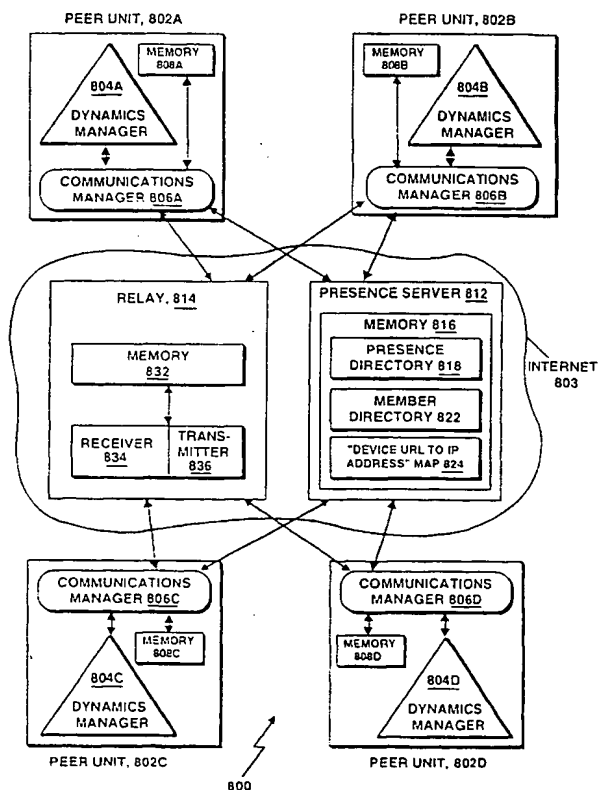 PEER UNIT, 802A
PEER UNIT, 802B
MEMORY
808A
804A
DYNAMICS
MANAGER
COMMUNICATIONS
MANAGER 806A
MEMORY
808B
804B
DYNAMICS
MANAGER
COMMUNICATIONS
MANAGER 806B
RELAY, 814
MEMORY
832
RECEIVER
834
TRANS-
MITTER
836
PRESENCE SERVER 812
MEMORY 816
PRESENCE
DIRECTORY 818
MEMBER
DIRECTORY 822
"DEVICE URL TO IP
ADDRESS" MAP 824
INTERNET
803
COMMUNICATIONS
MANAGER 806C
MEMORY
808C
804C
DYNAMICS
MANAGER
COMMUNICATIONS
MANAGER 806D
MEMORY
808D
804D
DYNAMICS
MANAGER
PEER UNIT, 802C
PEER UNIT, 802D
800